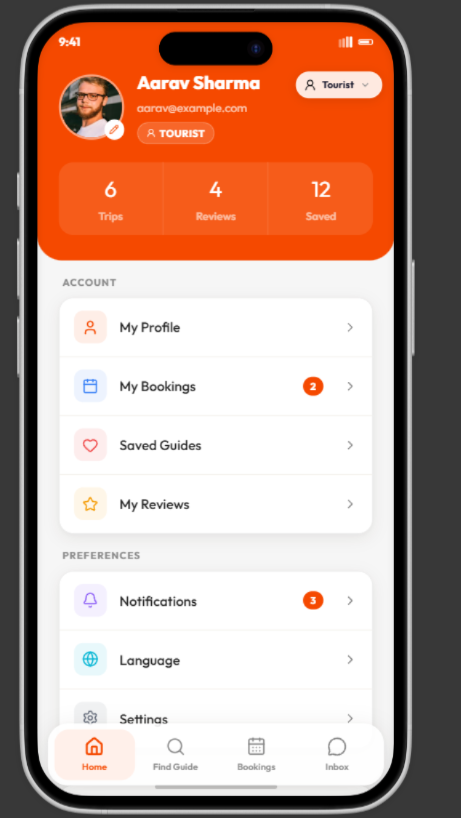 9:41
Aarav Sharma
Tourist
aarav@example.com
TOURIST
6 4 12
Trips Reviews Saved
ACCOUNT
My Profile
My Bookings 2
Saved Guides
My Reviews
PREFERENCES
Notifications 3
Language
Settings
Home Find Guide Bookings Inbox